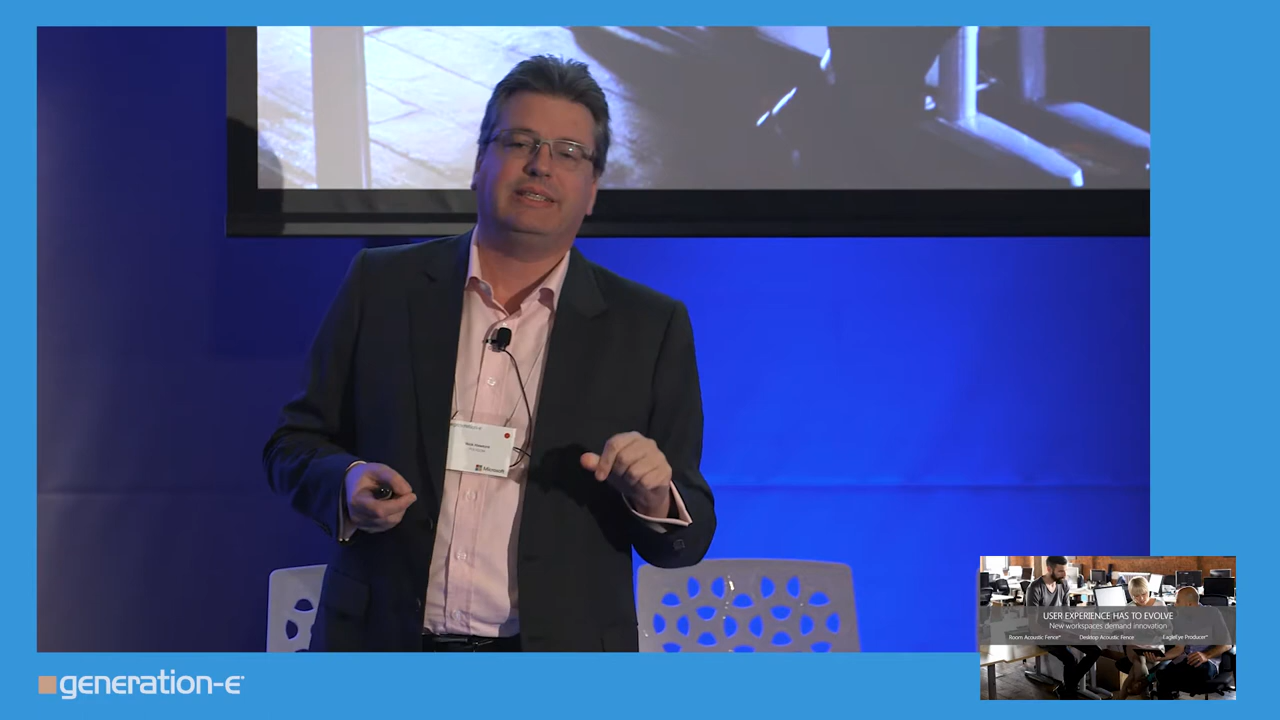 Microsoft
generation-e
USER EXPERIENCE HAS TO EVOLVE
New workspaces demand innovation
Room Acoustic Fence™ Desktop Acoustic Fence EagleEye Producer™